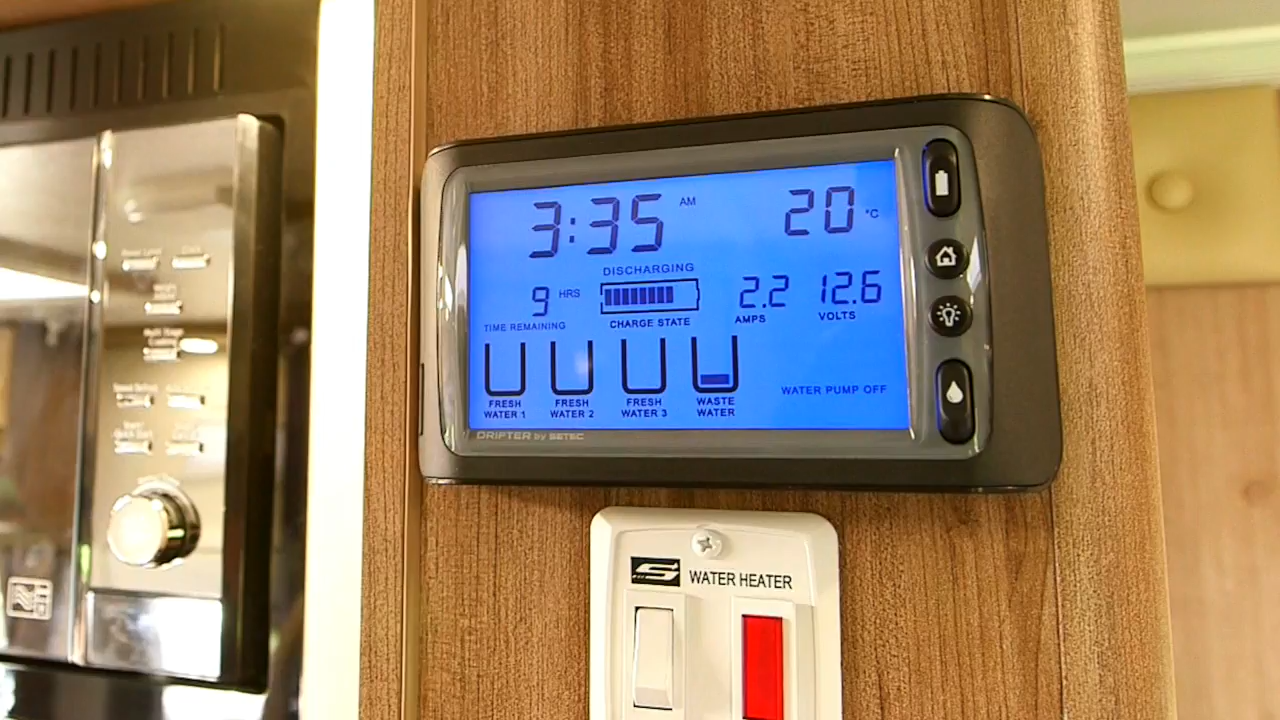 3:35 AM
20 °C
DISCHARGING
9 HRS
2.2
12.6
TIME REMAINING
CHARGE STATE
AMPS
VOLTS
FRESH WATER 1
FRESH WATER 2
FRESH WATER 3
WASTE WATER
WATER PUMP OFF
DRIFTER by SETEC
WATER HEATER